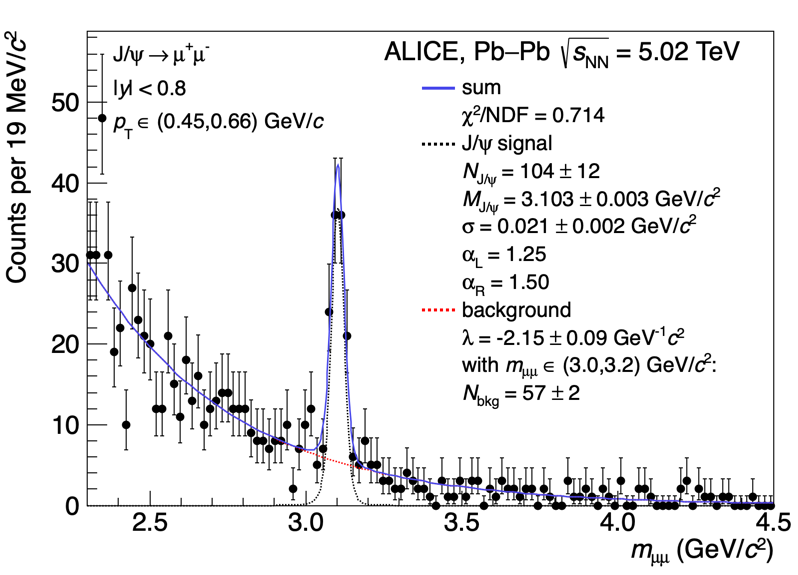 Counts per 19 MeV/c²
50
40
30
20
10
0
J/ψ → μ⁺μ⁻
|y| < 0.8
p_T ∈ (0.45,0.66) GeV/c
ALICE, Pb–Pb √s_NN = 5.02 TeV
sum
χ²/NDF = 0.714
J/ψ signal
N_J/ψ = 104 ± 12
M_J/ψ = 3.103 ± 0.003 GeV/c²
σ = 0.021 ± 0.002 GeV/c²
α_L = 1.25
α_R = 1.50
background
λ = -2.15 ± 0.09 GeV⁻¹c²
with m_μμ ∈ (3.0,3.2) GeV/c²:
N_bkg = 57 ± 2
2.5 3.0 3.5 4.0 4.5
m_μμ (GeV/c²)